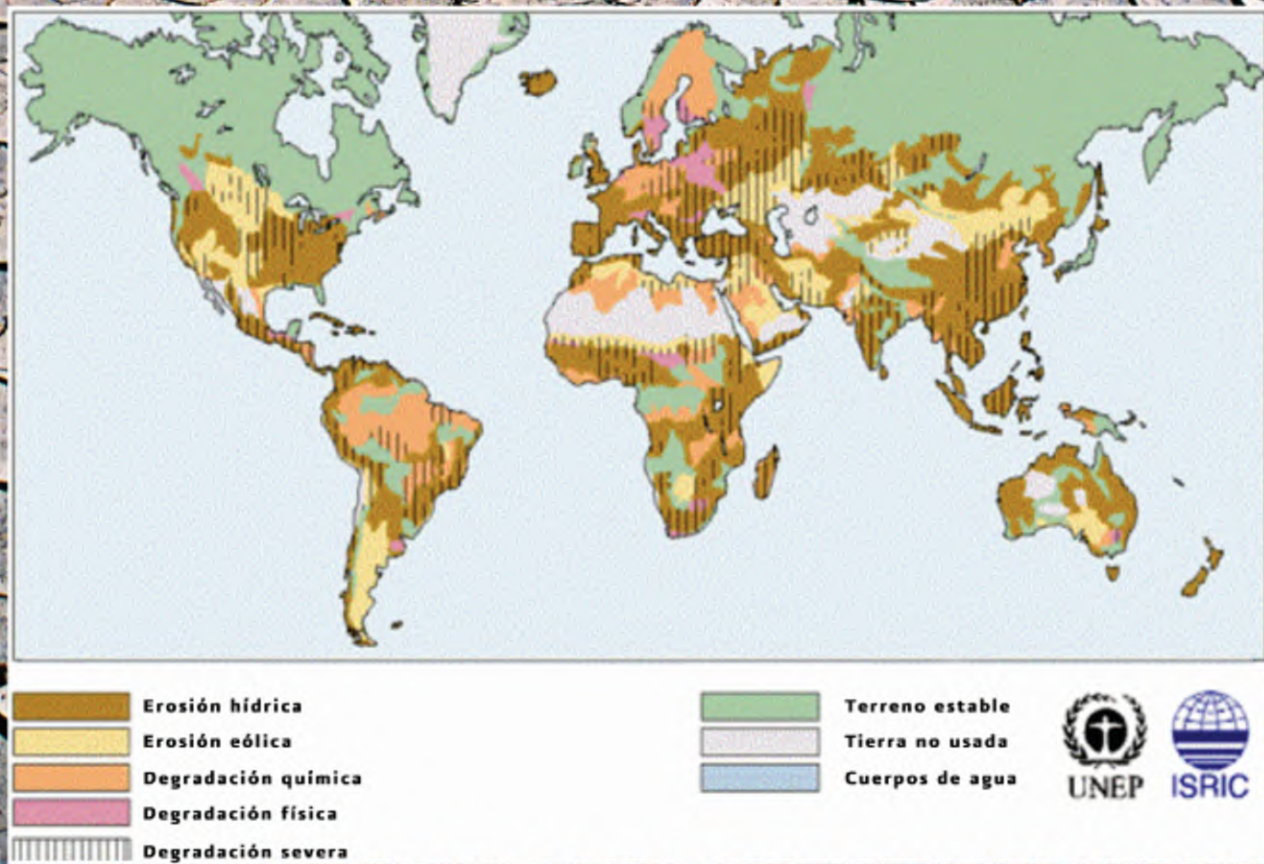 Erosión hídrica
Erosión eólica
Degradación química
Degradación física
Degradación severa
Terreno estable
Tierra no usada
Cuerpos de agua
UNEP
ISRIC